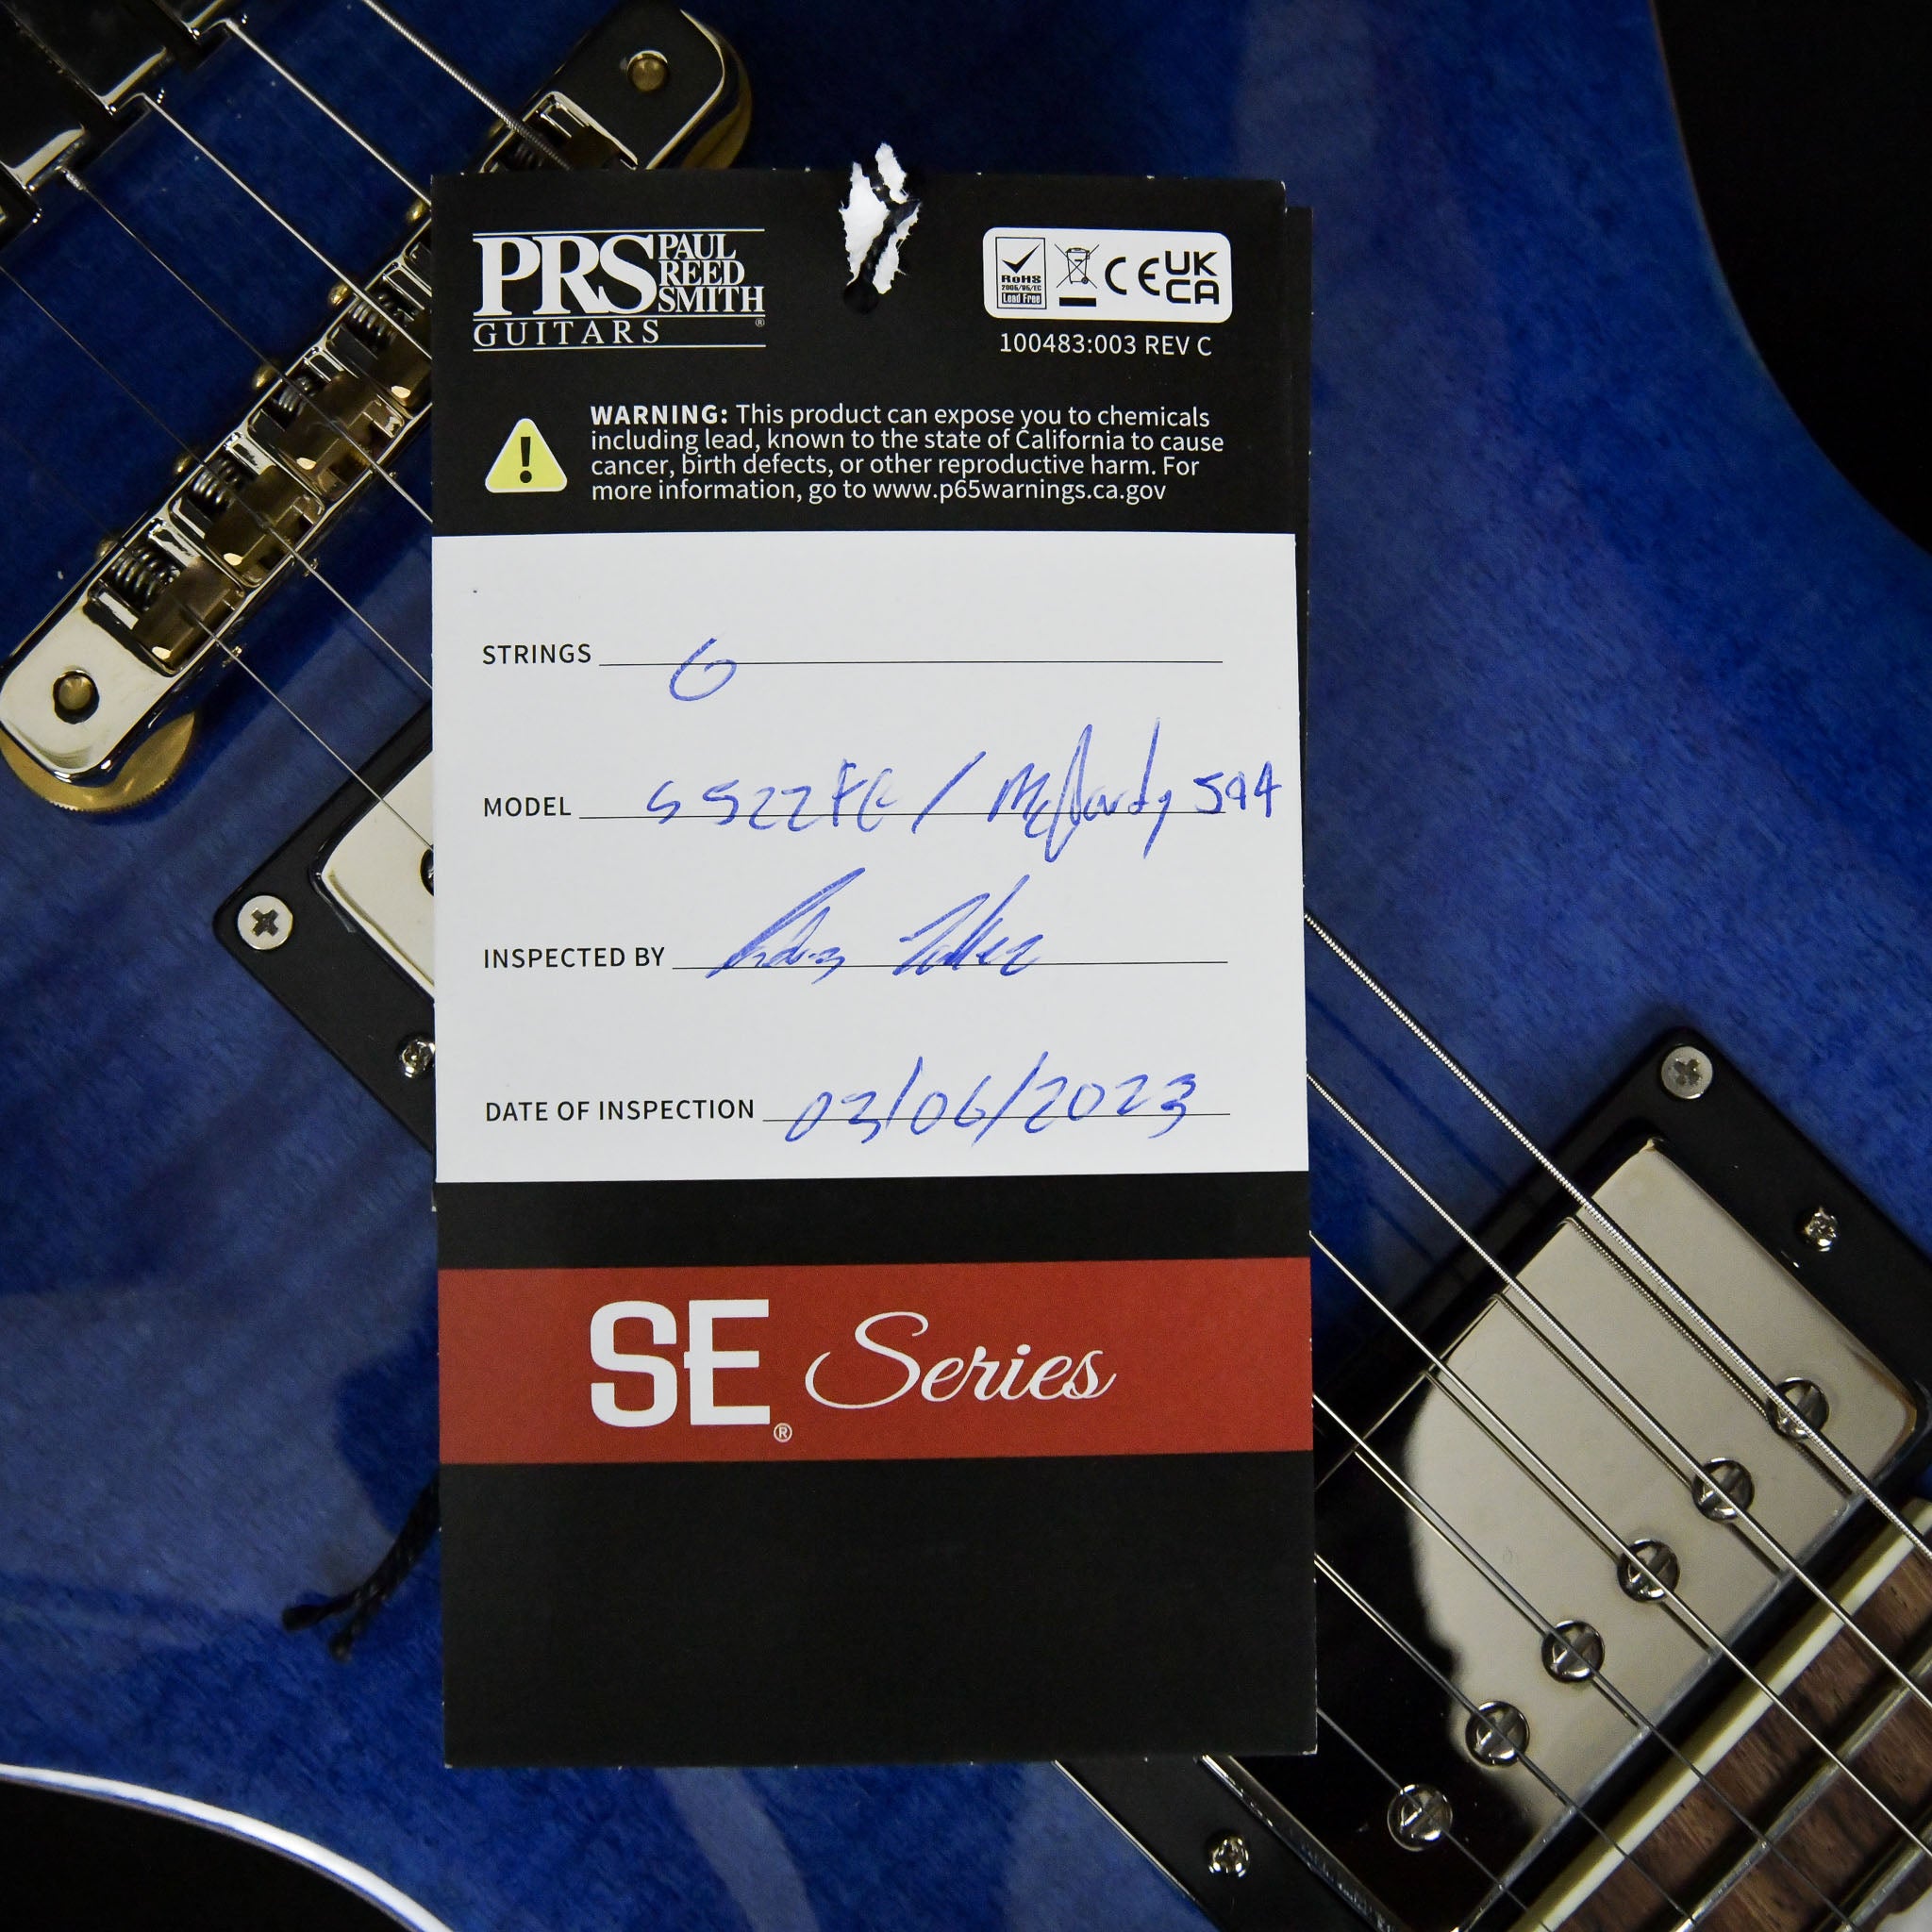 PRS PAUL REED SMITH
GUITARS ®
RoHS
2005/95/EC
Lead Free
CE UK CA
100483:003 REV C
WARNING: This product can expose you to chemicals
including lead, known to the state of California to cause
cancer, birth defects, or other reproductive harm. For
more information, go to www.p65warnings.ca.gov
STRINGS 6
MODEL / McCarty 594
INSPECTED BY
DATE OF INSPECTION 03/06/2023
SE® Series